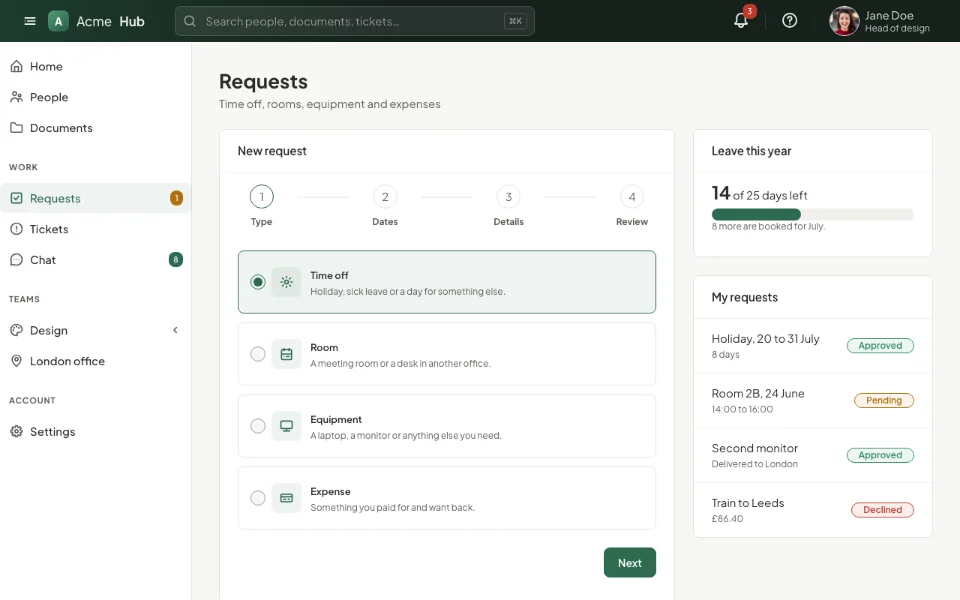 A Acme Hub
Search people, documents, tickets...
⌘K
3
Jane Doe
Head of design
Home
People
Documents
WORK
Requests 1
Tickets
Chat 8
TEAMS
Design
London office
ACCOUNT
Settings
Requests
Time off, rooms, equipment and expenses
New request
1 2 3 4
Type Dates Details Review
Time off
Holiday, sick leave or a day for something else.
Room
A meeting room or a desk in another office.
Equipment
A laptop, a monitor or anything else you need.
Expense
Something you paid for and want back.
Next
Leave this year
14 of 25 days left
8 more are booked for July.
My requests
Holiday, 20 to 31 July
8 days
Approved
Room 2B, 24 June
14:00 to 16:00
Pending
Second monitor
Delivered to London
Approved
Train to Leeds
£86.40
Declined